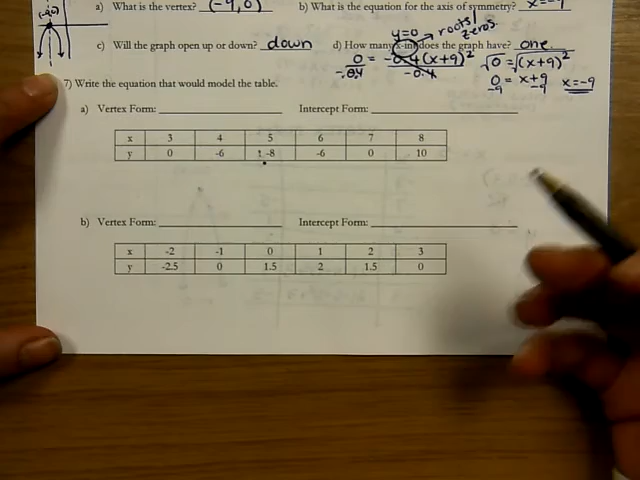 (-9,0)
a) What is the vertex? (-9,0) b) What is the equation for the axis of symmetry? x=-9
c) Will the graph open up or down? down d) How many x-int does the graph have? one
y=0 roots/ zeros
0 = -0.4(x+9)² √0 = √(x+9)²
-0.4 -0.4 0 = x+9 x=-9
-9 -9
7) Write the equation that would model the table.
a) Vertex Form: Intercept Form:
x 3 4 5 6 7 8
y 0 -6 -8 -6 0 10
b) Vertex Form: Intercept Form:
x -2 -1 0 1 2 3
y -2.5 0 1.5 2 1.5 0